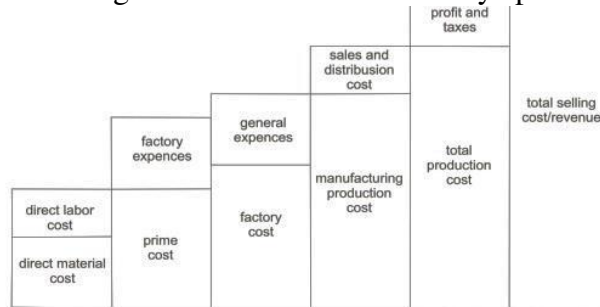 direct labor
cost
direct material
cost
factory
expences
prime
cost
general
expences
factory
cost
sales and
distribusion
cost
manufacturing
production
cost
profit and
taxes
total
production
cost
total selling
cost/revenue